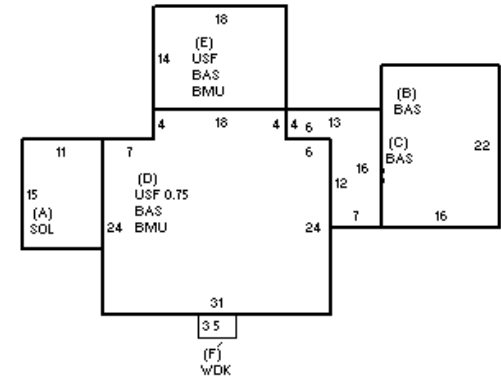 18
(E)
14
USF
BAS
BMU
18
4
4
4
6
13
(B)
BAS
(C)
BAS
22
16
11
7
6
15
(A)
SOL
(D)
USF 0.75
BAS
BMU
12
24
24
7
16
31
3 5
(F)
WDK